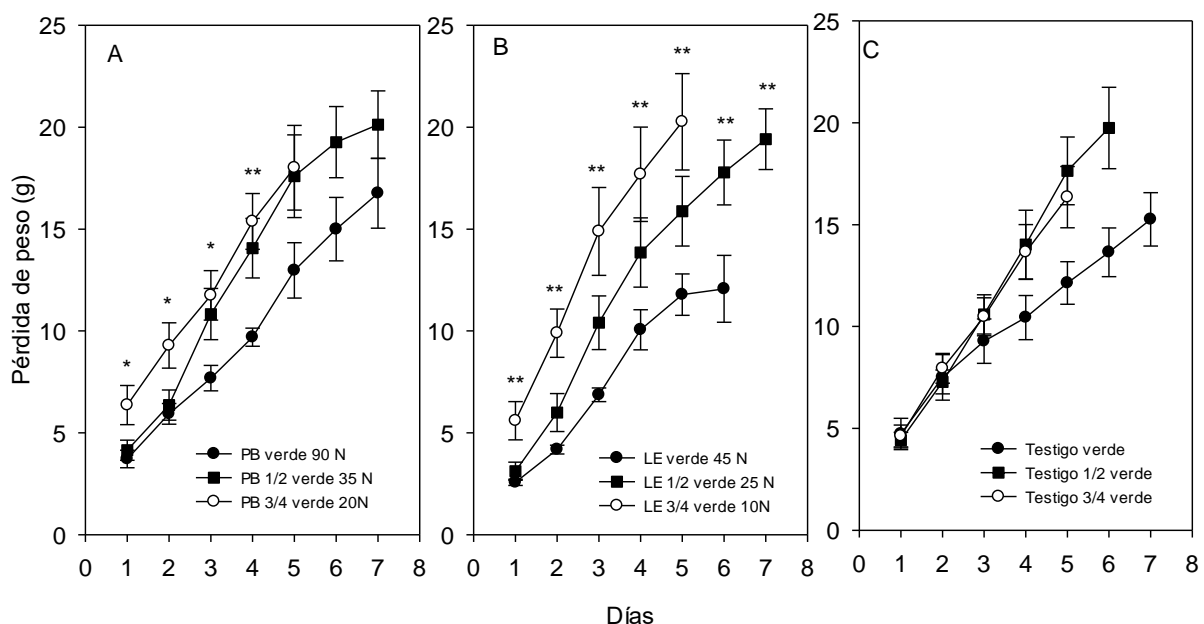 Pérdida de peso (g)
25
20
15
10
5
0
A
*
*
*
**
PB verde 90 N
PB 1/2 verde 35 N
PB 3/4 verde 20N
0 1 2 3 4 5 6 7 8
25
20
15
10
5
0
B
**
**
**
**
**
**
**
LE verde 45 N
LE 1/2 verde 25 N
LE 3/4 verde 10N
0 1 2 3 4 5 6 7 8
25
20
15
10
5
0
C
Testigo verde
Testigo 1/2 verde
Testigo 3/4 verde
0 1 2 3 4 5 6 7 8
Días